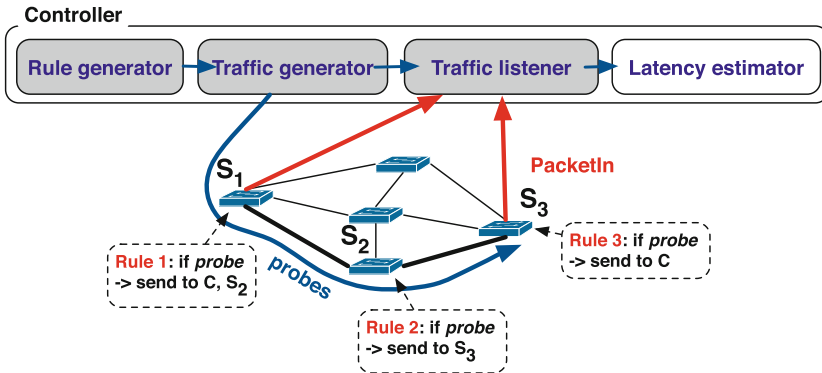 Controller
Rule generator
Traffic generator
Traffic listener
Latency estimator
S1
PacketIn
S3
S2
Rule 1: if probe
-> send to C, S2
Rule 3: if probe
-> send to C
probes
Rule 2: if probe
-> send to S3